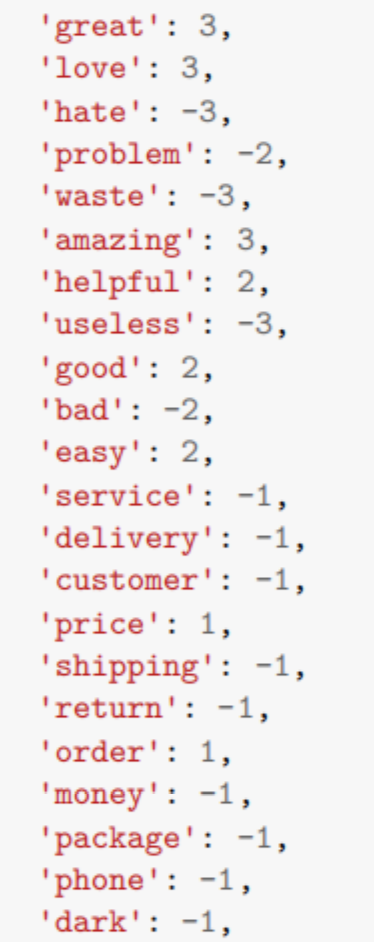 'great': 3,
'love': 3,
'hate': -3,
'problem': -2,
'waste': -3,
'amazing': 3,
'helpful': 2,
'useless': -3,
'good': 2,
'bad': -2,
'easy': 2,
'service': -1,
'delivery': -1,
'customer': -1,
'price': 1,
'shipping': -1,
'return': -1,
'order': 1,
'money': -1,
'package': -1,
'phone': -1,
'dark': -1,